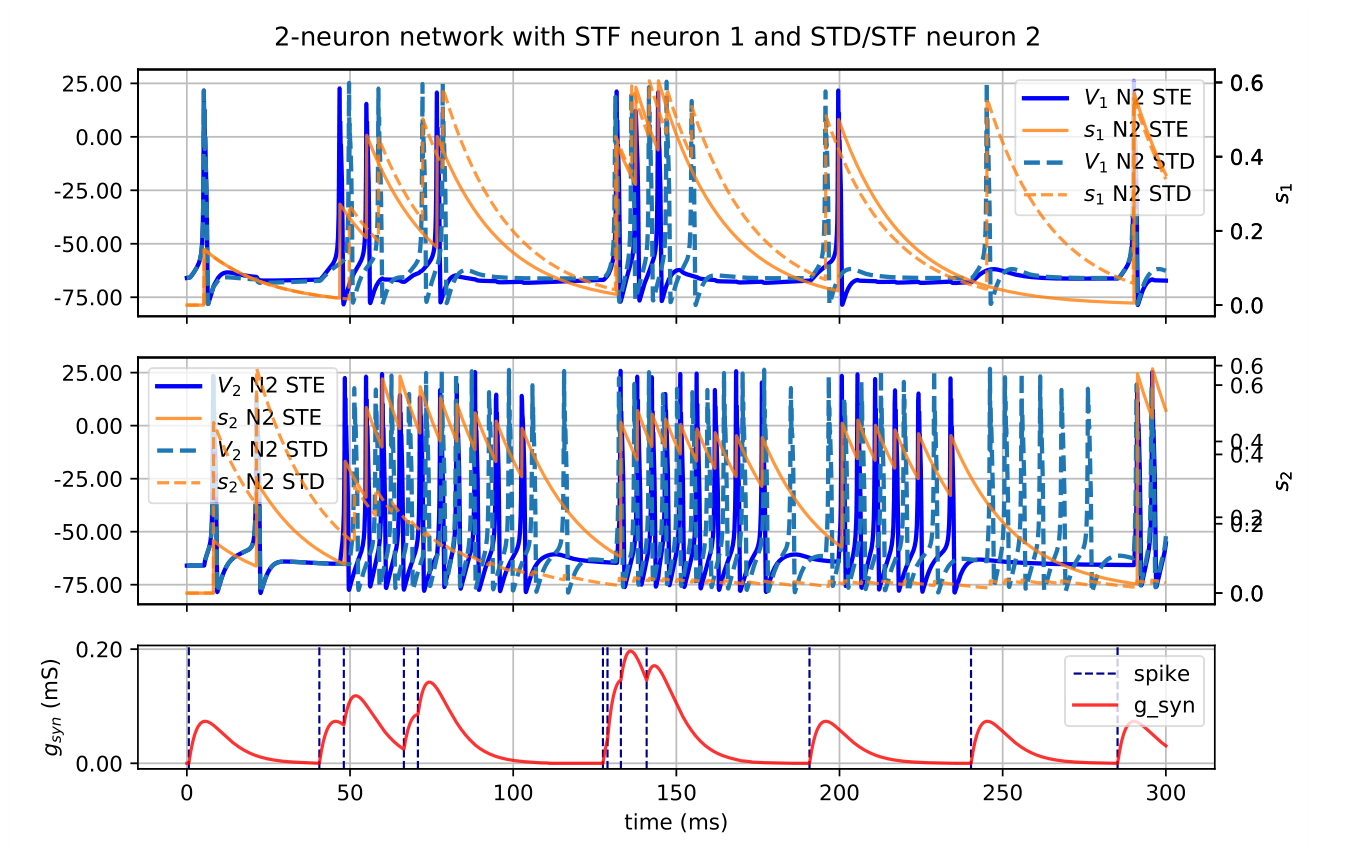 2-neuron network with STF neuron 1 and STD/STF neuron 2
25.00
0.00
-25.00
-50.00
-75.00
0.6
0.4
0.2
0.0
s1
V1 N2 STE
s1 N2 STE
V1 N2 STD
s1 N2 STD
25.00
0.00
-25.00
-50.00
-75.00
V2 N2 STE
s2 N2 STE
V2 N2 STD
s2 N2 STD
0.6
0.6
0.4
0.4
0.2
0.2
0.0
s2
gsyn (mS)
0.20
0.00
spike
g_syn
0
50
100
150
200
250
300
time (ms)